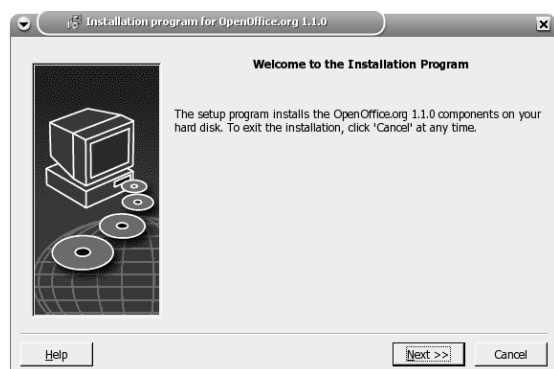 Installation program for OpenOffice.org 1.1.0
Welcome to the Installation Program
The setup program installs the OpenOffice.org 1.1.0 components on your
hard disk. To exit the installation, click 'Cancel' at any time.
Help
Next >>
Cancel